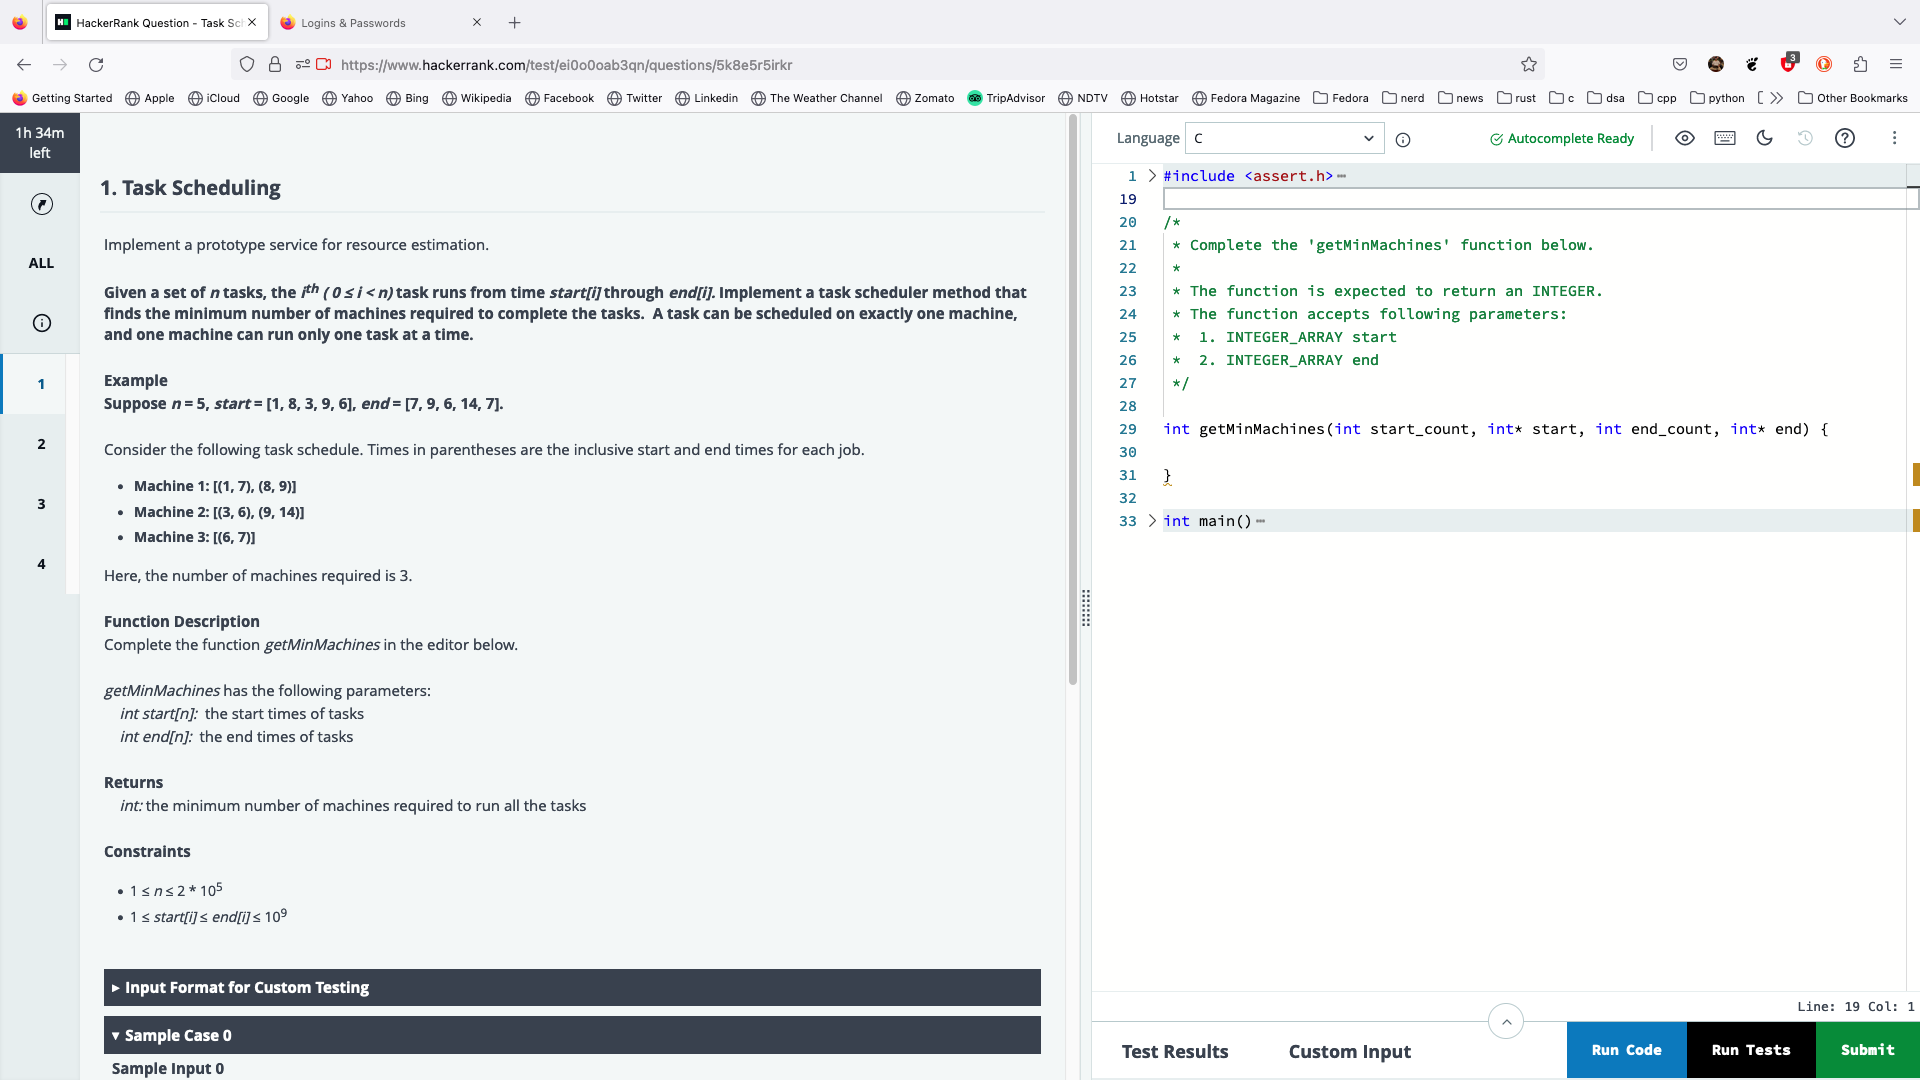 HackerRank Question - Task Sc
Logins & Passwords
https://www.hackerrank.com/test/ei0o0oab3qn/questions/5k8e5r5irkr
3
Getting Started Apple iCloud Google Yahoo Bing Wikipedia Facebook Twitter Linkedin The Weather Channel Zomato TripAdvisor NDTV Hotstar Fedora Magazine Fedora nerd news rust c dsa cpp python Other Bookmarks
1h 34m
left
ALL
1
2
3
4
1. Task Scheduling
Implement a prototype service for resource estimation.
Given a set of n tasks, the ith ( 0 ≤ i < n) task runs from time start[i] through end[i]. Implement a task scheduler method that
finds the minimum number of machines required to complete the tasks. A task can be scheduled on exactly one machine,
and one machine can run only one task at a time.
Example
Suppose n = 5, start = [1, 8, 3, 9, 6], end = [7, 9, 6, 14, 7].
Consider the following task schedule. Times in parentheses are the inclusive start and end times for each job.
• Machine 1: [(1, 7), (8, 9)]
• Machine 2: [(3, 6), (9, 14)]
• Machine 3: [(6, 7)]
Here, the number of machines required is 3.
Function Description
Complete the function getMinMachines in the editor below.
getMinMachines has the following parameters:
int start[n]: the start times of tasks
int end[n]: the end times of tasks
Returns
int: the minimum number of machines required to run all the tasks
Constraints
• 1 ≤ n ≤ 2 * 10^5
• 1 ≤ start[i] ≤ end[i] ≤ 10^9
▸ Input Format for Custom Testing
▾ Sample Case 0
Sample Input 0
Language C
Autocomplete Ready
1 #include <assert.h>
19
20 /*
21 * Complete the 'getMinMachines' function below.
22 *
23 * The function is expected to return an INTEGER.
24 * The function accepts following parameters:
25 * 1. INTEGER_ARRAY start
26 * 2. INTEGER_ARRAY end
27 */
28
29 int getMinMachines(int start_count, int* start, int end_count, int* end) {
30
31 }
32
33 int main()
Line: 19 Col: 1
Test Results Custom Input Run Code Run Tests Submit